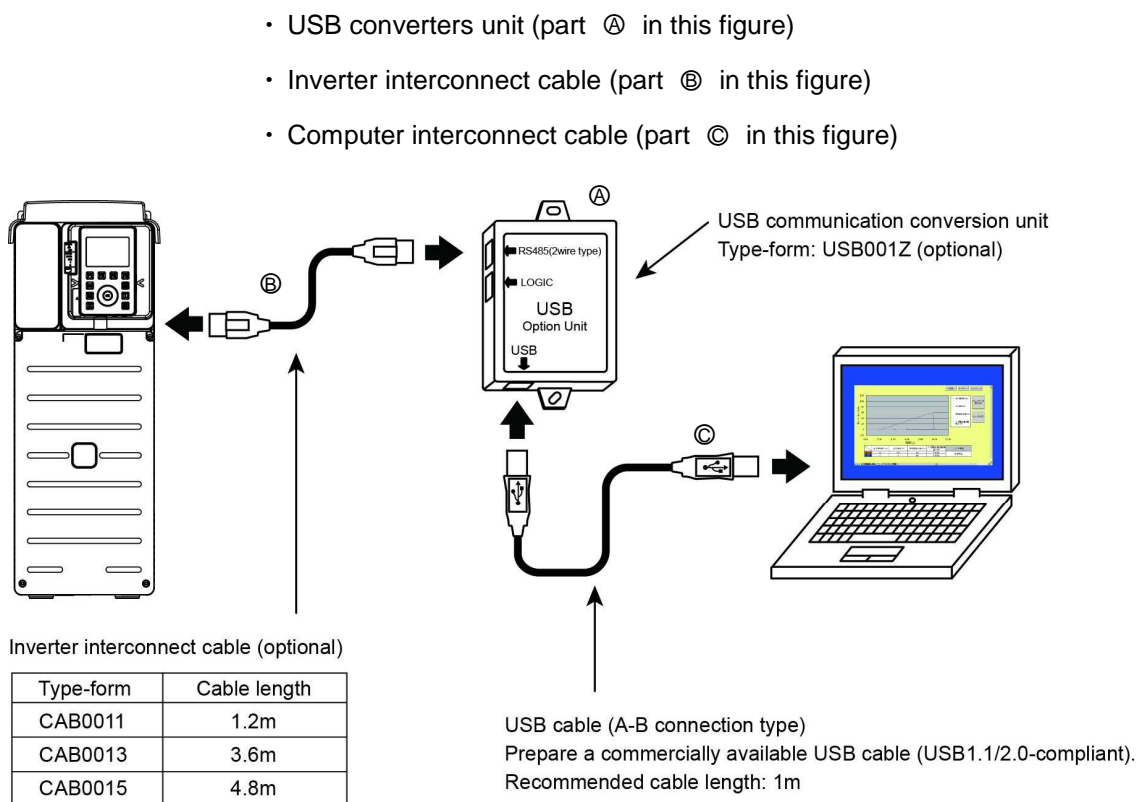 ・ USB converters unit (part Ⓐ in this figure)
・ Inverter interconnect cable (part Ⓑ in this figure)
・ Computer interconnect cable (part Ⓒ in this figure)
Ⓐ
USB communication conversion unit
Type-form: USB001Z (optional)
RS485(2wire type)
LOGIC
USB
Option Unit
USB
Ⓑ
Ⓒ
Inverter interconnect cable (optional)
Type-form Cable length
CAB0011 1.2m
CAB0013 3.6m
CAB0015 4.8m
USB cable (A-B connection type)
Prepare a commercially available USB cable (USB1.1/2.0-compliant).
Recommended cable length: 1m